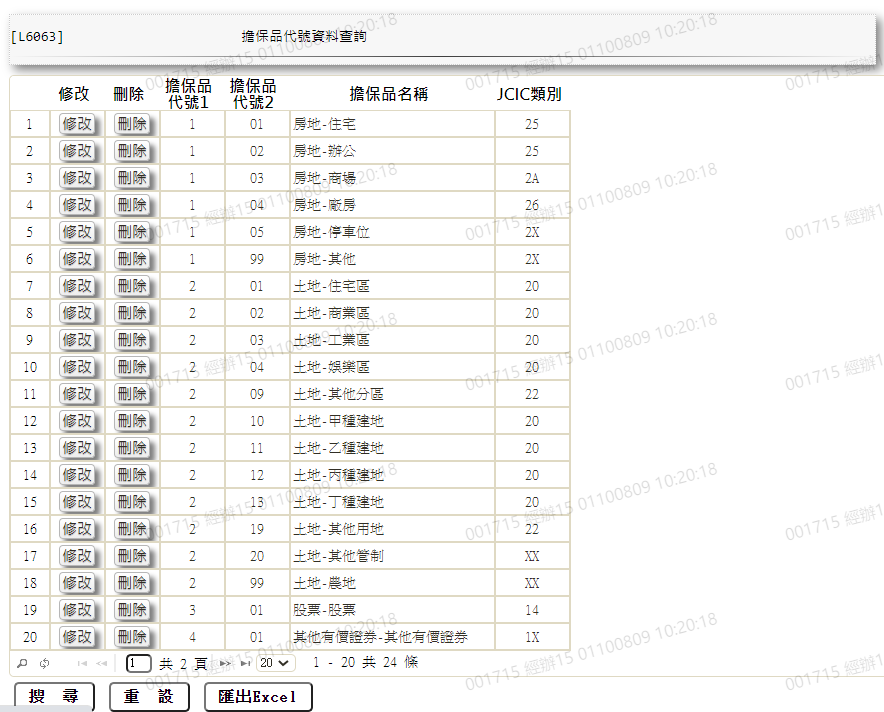 [L6063] 擔保品代號資料查詢
修改 刪除 擔保品代號1 擔保品代號2 擔保品名稱 JCIC類別
1 修改 刪除 1 01 房地-住宅 25
2 修改 刪除 1 02 房地-辦公 25
3 修改 刪除 1 03 房地-商場 2A
4 修改 刪除 1 04 房地-廠房 26
5 修改 刪除 1 05 房地-停車位 2X
6 修改 刪除 1 99 房地-其他 2X
7 修改 刪除 2 01 土地-住宅區 20
8 修改 刪除 2 02 土地-商業區 20
9 修改 刪除 2 03 土地-工業區 20
10 修改 刪除 2 04 土地-娛樂區 20
11 修改 刪除 2 09 土地-其他分區 22
12 修改 刪除 2 10 土地-甲種建地 20
13 修改 刪除 2 11 土地-乙種建地 20
14 修改 刪除 2 12 土地-丙種建地 20
15 修改 刪除 2 13 土地-丁種建地 20
16 修改 刪除 2 19 土地-其他用地 22
17 修改 刪除 2 20 土地-其他管制 XX
18 修改 刪除 2 99 土地-農地 XX
19 修改 刪除 3 01 股票-股票 14
20 修改 刪除 4 01 其他有價證券-其他有價證券 1X
1 共 2 頁 20 1 - 20 共 24 條
搜 尋 重 設 匯出Excel
001715 經辦15 01100809 10:20:18